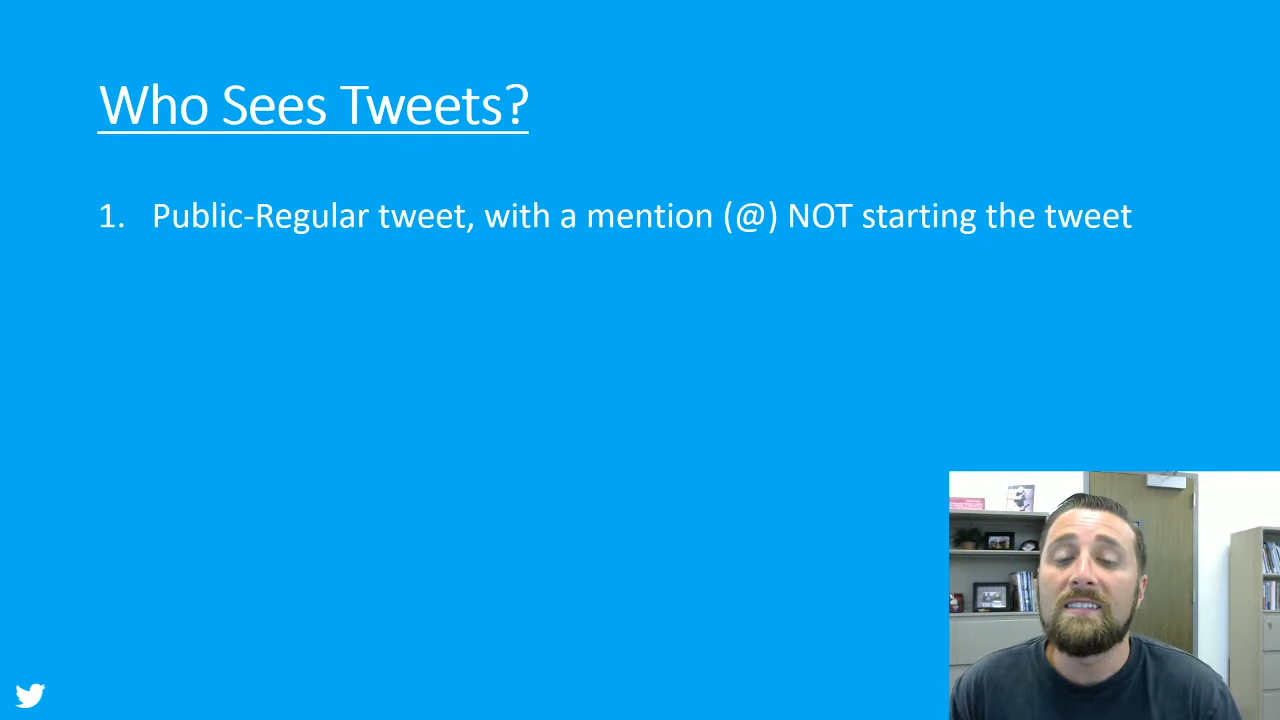 Who Sees Tweets?
1. Public-Regular tweet, with a mention (@) NOT starting the tweet